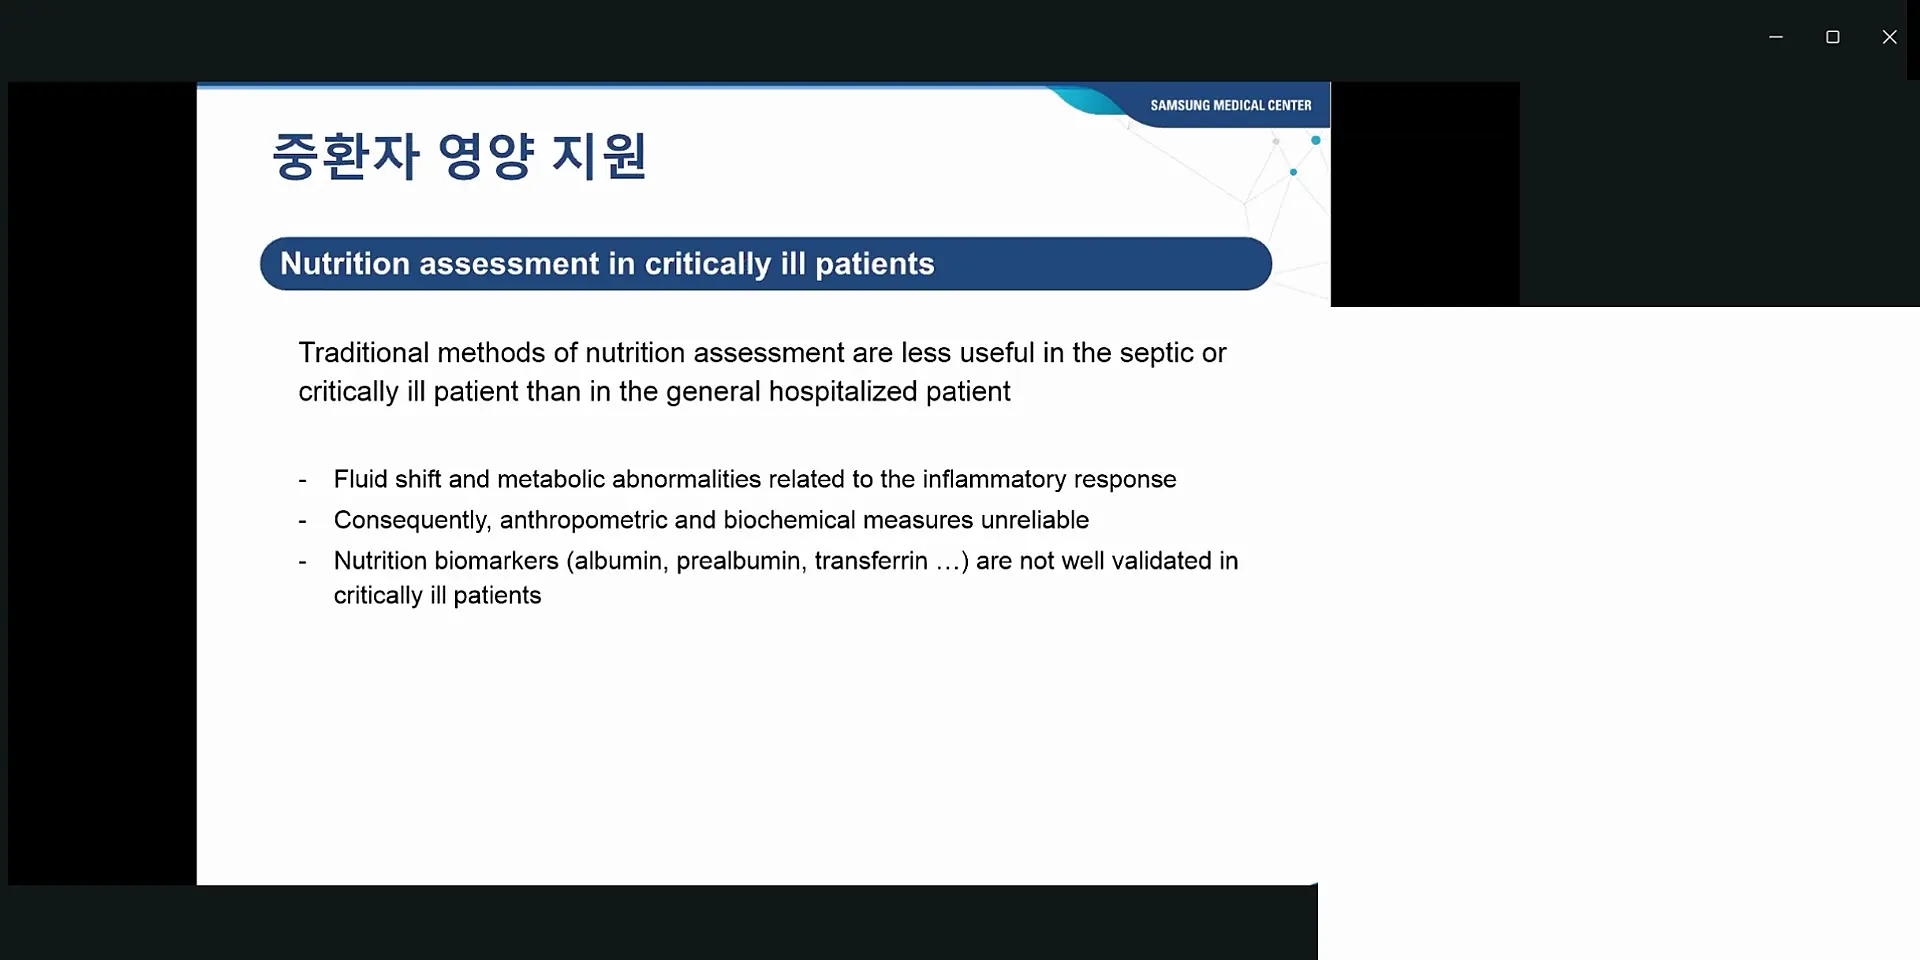 SAMSUNG MEDICAL CENTER
중환자 영양 지원
Nutrition assessment in critically ill patients
Traditional methods of nutrition assessment are less useful in the septic or
critically ill patient than in the general hospitalized patient
- Fluid shift and metabolic abnormalities related to the inflammatory response
- Consequently, anthropometric and biochemical measures unreliable
- Nutrition biomarkers (albumin, prealbumin, transferrin …) are not well validated in
critically ill patients